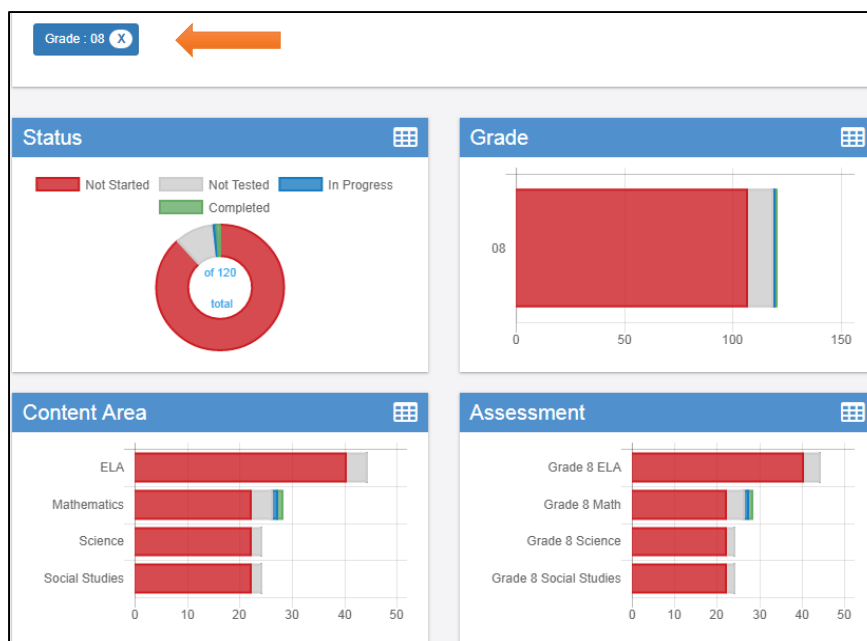 Grade : 08 X
Status
Not Started Not Tested In Progress
Completed
of 120
total
Grade
08
0 50 100 150
Content Area
ELA
Mathematics
Science
Social Studies
0 10 20 30 40 50
Assessment
Grade 8 ELA
Grade 8 Math
Grade 8 Science
Grade 8 Social Studies
0 10 20 30 40 50